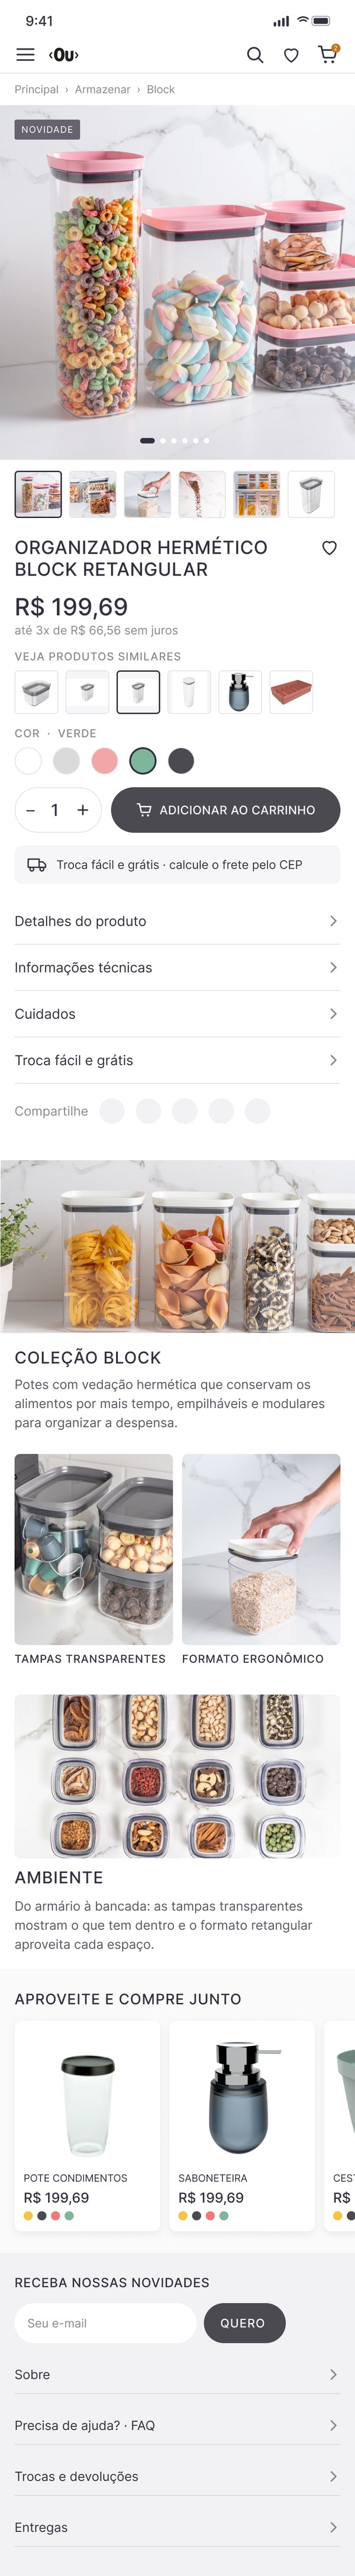 9:41
‹Ou›
2
Principal › Armazenar › Block
NOVIDADE
ORGANIZADOR HERMÉTICO
BLOCK RETANGULAR
R$ 199,69
até 3x de R$ 66,56 sem juros
VEJA PRODUTOS SIMILARES
COR · VERDE
− 1 +
ADICIONAR AO CARRINHO
Troca fácil e grátis · calcule o frete pelo CEP
Detalhes do produto
Informações técnicas
Cuidados
Troca fácil e grátis
Compartilhe
COLEÇÃO BLOCK
Potes com vedação hermética que conservam os
alimentos por mais tempo, empilháveis e modulares
para organizar a despensa.
TAMPAS TRANSPARENTES
FORMATO ERGONÔMICO
AMBIENTE
Do armário à bancada: as tampas transparentes
mostram o que tem dentro e o formato retangular
aproveita cada espaço.
APROVEITE E COMPRE JUNTO
POTE CONDIMENTOS
R$ 199,69
SABONETEIRA
R$ 199,69
CEST
R$
RECEBA NOSSAS NOVIDADES
Seu e-mail
QUERO
Sobre
Precisa de ajuda? · FAQ
Trocas e devoluções
Entregas